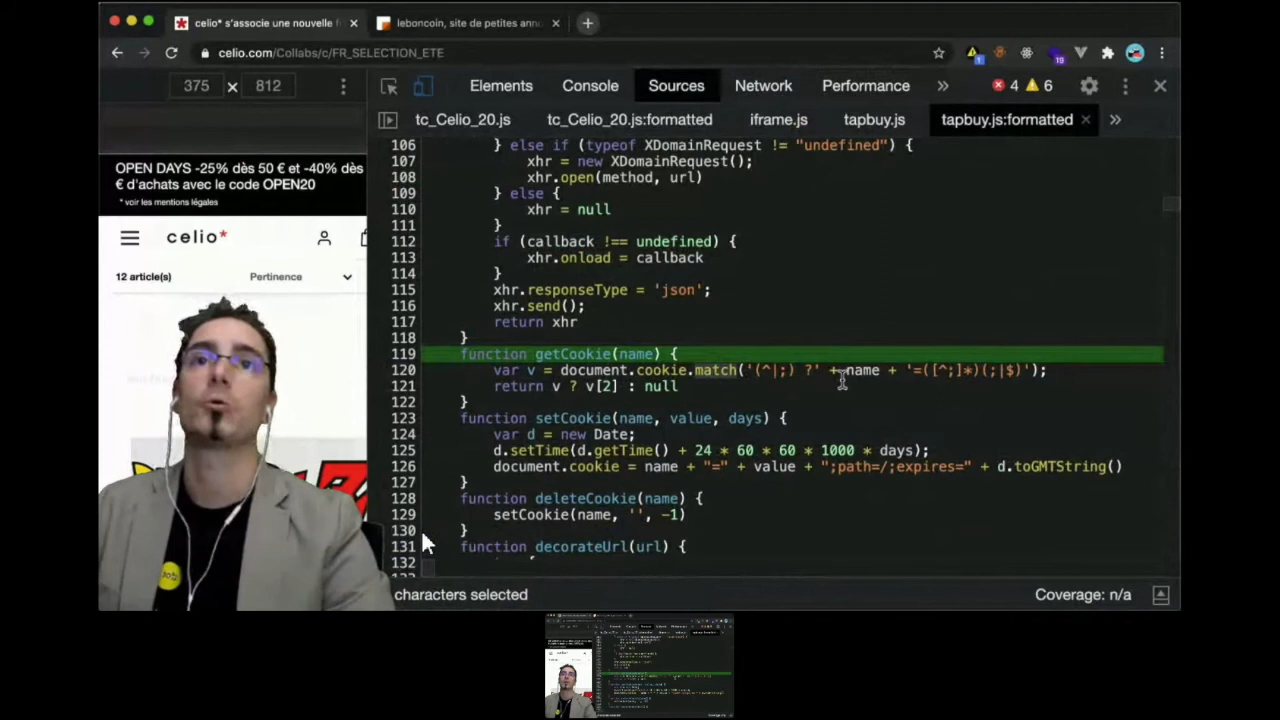 celio* s'associe une nouvelle f
leboncoin, site de petites ann
celio.com/Collabs/c/FR_SELECTION_ETE
1
19
375 × 812
Elements Console Sources Network Performance » 4 6
tc_Celio_20.js tc_Celio_20.js:formatted iframe.js tapbuy.js tapbuy.js:formatted × »
OPEN DAYS -25% dès 50 € et -40% dès
€ d'achats avec le code OPEN20
* voir les mentions légales
celio*
12 article(s) Pertinence
106 } else if (typeof XDomainRequest != "undefined") {
107 xhr = new XDomainRequest();
108 xhr.open(method, url)
109 } else {
110 xhr = null
111 }
112 if (callback !== undefined) {
113 xhr.onload = callback
114 }
115 xhr.responseType = 'json';
116 xhr.send();
117 return xhr
118 }
119 function getCookie(name) {
120 var v = document.cookie.match('(^|;) ?' + name + '=([^;]*)(;|$)');
121 return v ? v[2] : null
122 }
123 function setCookie(name, value, days) {
124 var d = new Date;
125 d.setTime(d.getTime() + 24 * 60 * 60 * 1000 * days);
126 document.cookie = name + "=" + value + ";path=/;expires=" + d.toGMTString()
127 }
128 function deleteCookie(name) {
129 setCookie(name, '', -1)
130 }
131 function decorateUrl(url) {
132
characters selected Coverage: n/a